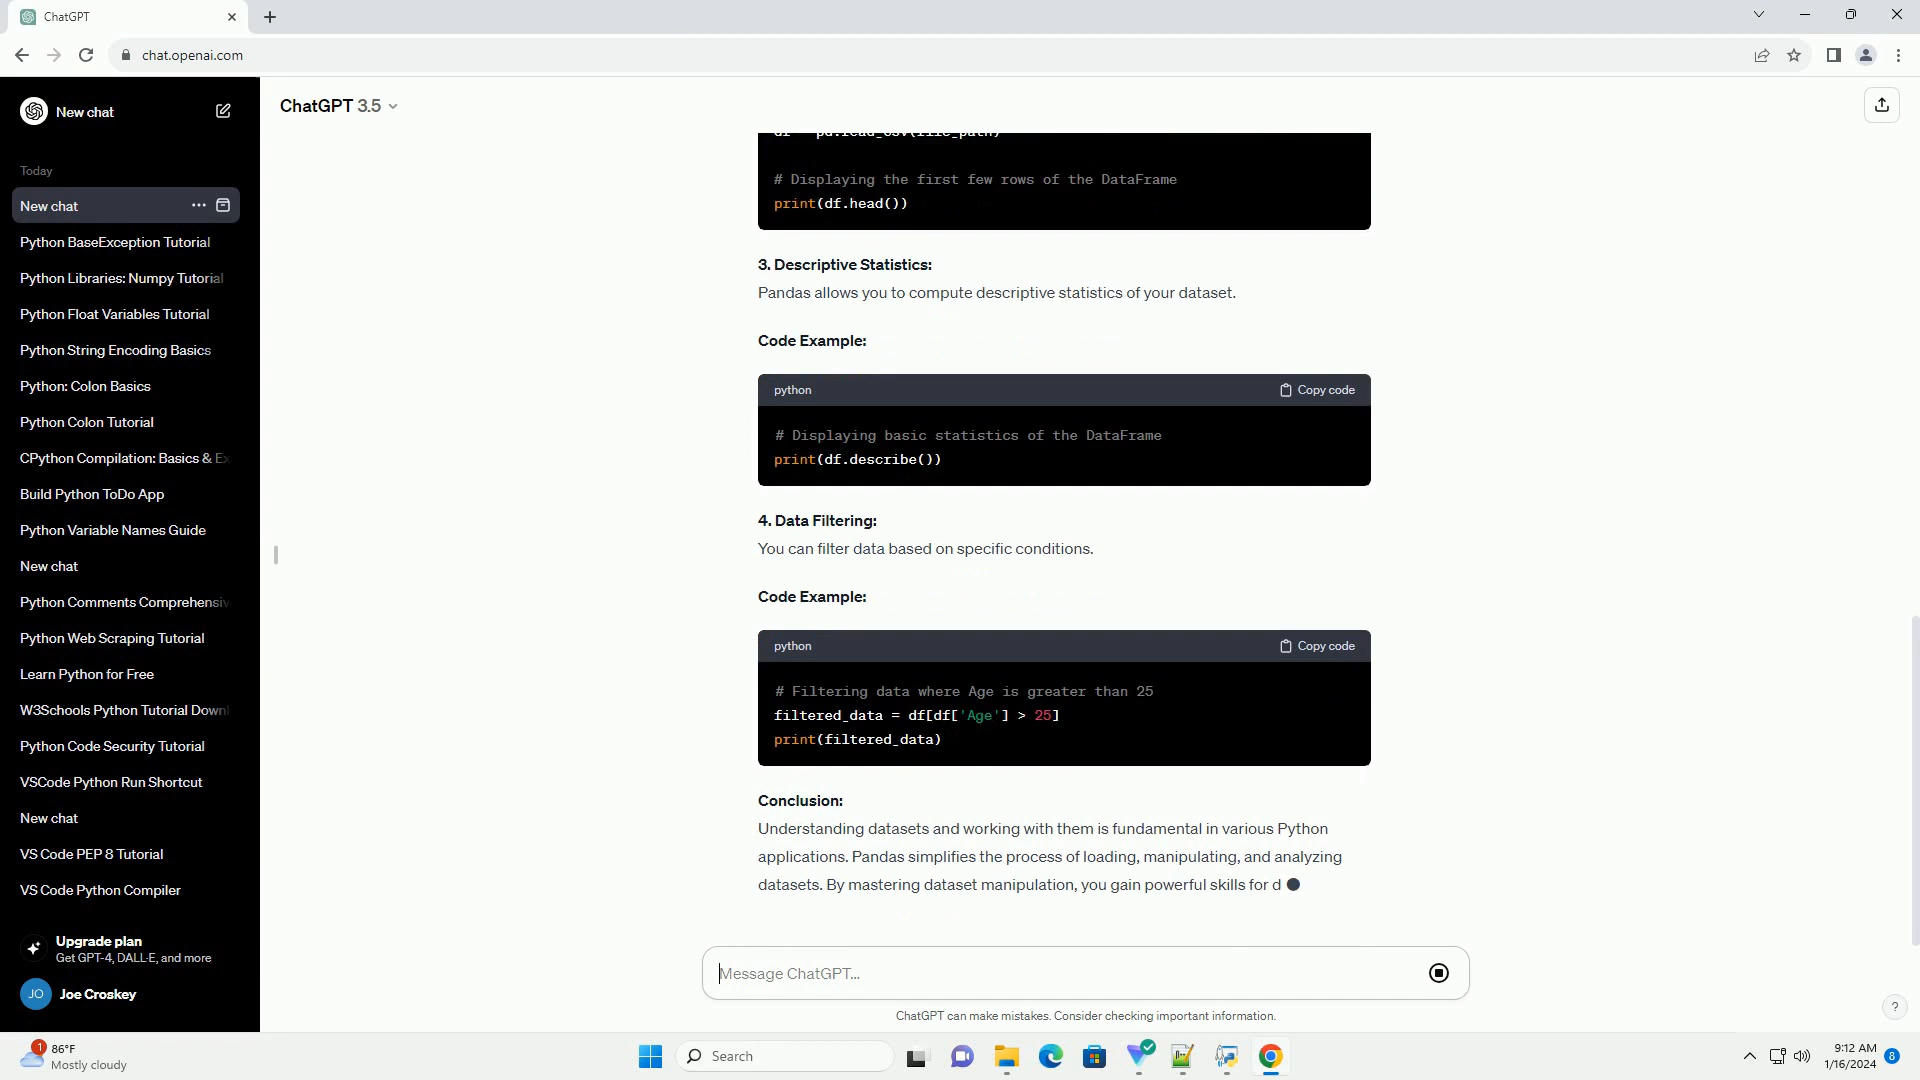 ChatGPT
chat.openai.com
New chat
Today
New chat
Python BaseException Tutorial
Python Libraries: Numpy Tutorial
Python Float Variables Tutorial
Python String Encoding Basics
Python: Colon Basics
Python Colon Tutorial
CPython Compilation: Basics & Ex
Build Python ToDo App
Python Variable Names Guide
New chat
Python Comments Comprehensiv
Python Web Scraping Tutorial
Learn Python for Free
W3Schools Python Tutorial Down
Python Code Security Tutorial
VSCode Python Run Shortcut
New chat
VS Code PEP 8 Tutorial
VS Code Python Compiler
Upgrade plan
Get GPT-4, DALL·E, and more
JO
Joe Croskey
ChatGPT 3.5
df = pd.read_csv(file_path)
# Displaying the first few rows of the DataFrame
print(df.head())
3. Descriptive Statistics:
Pandas allows you to compute descriptive statistics of your dataset.
Code Example:
python
Copy code
# Displaying basic statistics of the DataFrame
print(df.describe())
4. Data Filtering:
You can filter data based on specific conditions.
Code Example:
python
Copy code
# Filtering data where Age is greater than 25
filtered_data = df[df['Age'] > 25]
print(filtered_data)
Conclusion:
Understanding datasets and working with them is fundamental in various Python
applications. Pandas simplifies the process of loading, manipulating, and analyzing
datasets. By mastering dataset manipulation, you gain powerful skills for d
Message ChatGPT...
ChatGPT can make mistakes. Consider checking important information.
?
1
86°F
Mostly cloudy
Search
9:12 AM
1/16/2024
8